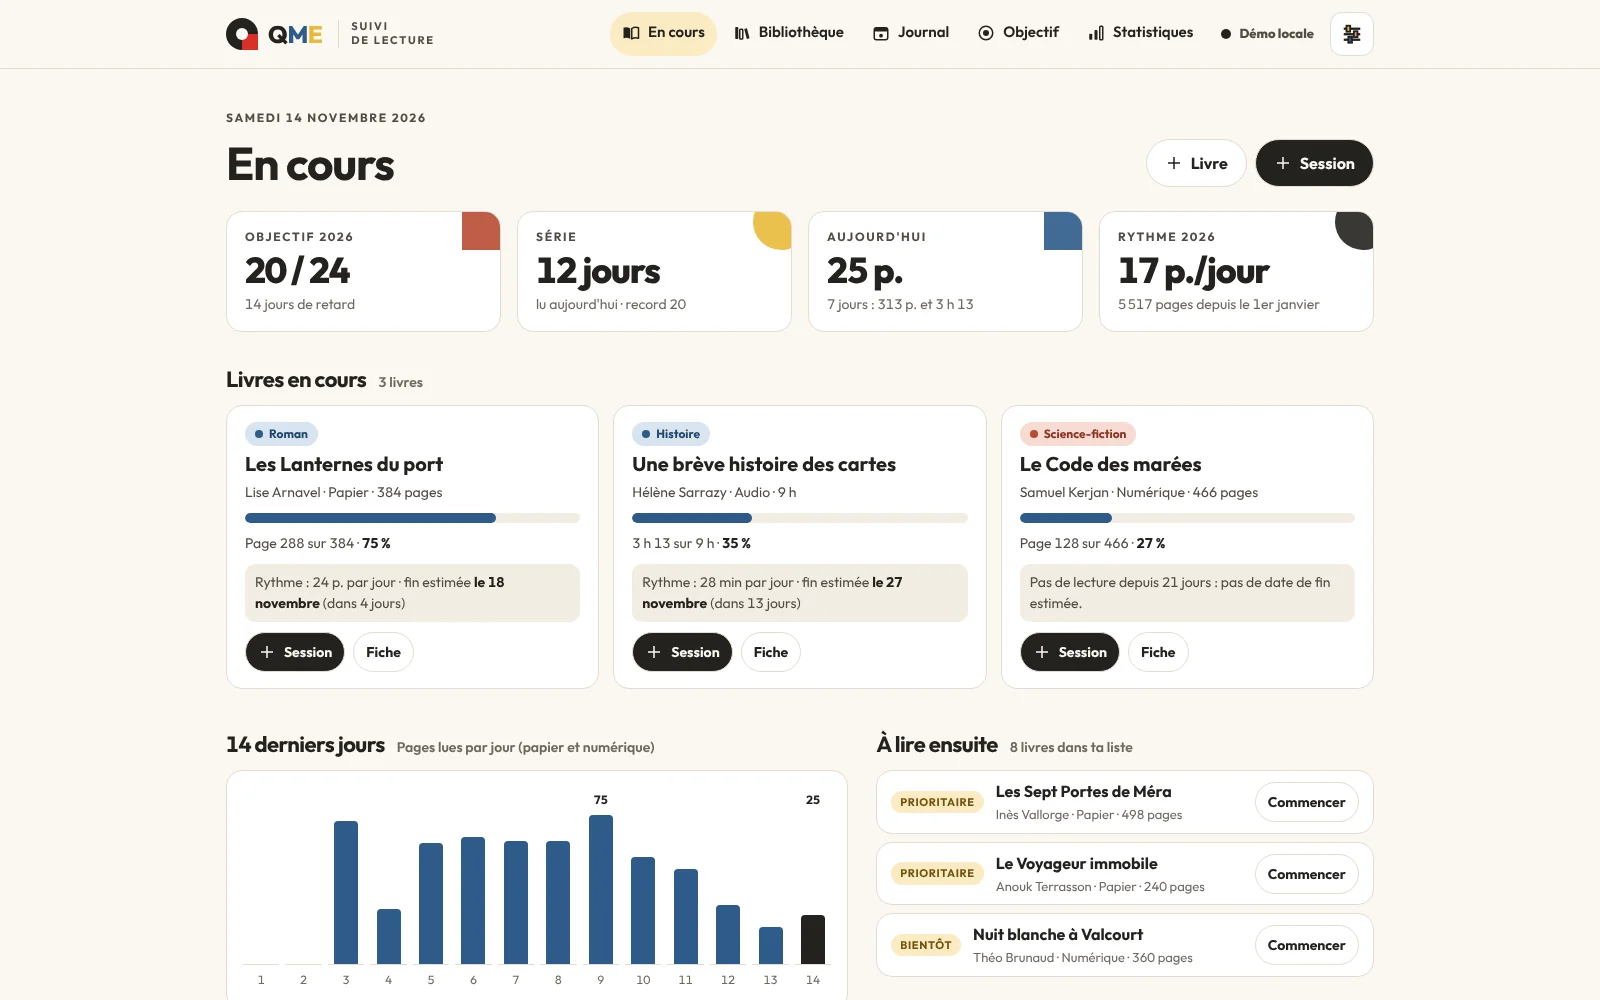 QME
SUIVI
DE LECTURE
En cours
Bibliothèque
Journal
Objectif
Statistiques
Démo locale
SAMEDI 14 NOVEMBRE 2026
En cours
+ Livre
+ Session
OBJECTIF 2026
20 / 24
14 jours de retard
SÉRIE
12 jours
lu aujourd'hui · record 20
AUJOURD'HUI
25 p.
7 jours : 313 p. et 3 h 13
RYTHME 2026
17 p./jour
5 517 pages depuis le 1er janvier
Livres en cours
3 livres
Roman
Les Lanternes du port
Lise Arnavel · Papier · 384 pages
Page 288 sur 384 · 75 %
Rythme : 24 p. par jour · fin estimée le 18
novembre (dans 4 jours)
+ Session
Fiche
Histoire
Une brève histoire des cartes
Hélène Sarrazy · Audio · 9 h
3 h 13 sur 9 h · 35 %
Rythme : 28 min par jour · fin estimée le 27
novembre (dans 13 jours)
+ Session
Fiche
Science-fiction
Le Code des marées
Samuel Kerjan · Numérique · 466 pages
Page 128 sur 466 · 27 %
Pas de lecture depuis 21 jours : pas de date de fin
estimée.
+ Session
Fiche
14 derniers jours
Pages lues par jour (papier et numérique)
75
25
1 2 3 4 5 6 7 8 9 10 11 12 13 14
À lire ensuite
8 livres dans ta liste
PRIORITAIRE
Les Sept Portes de Méra
Inès Vallorge · Papier · 498 pages
Commencer
PRIORITAIRE
Le Voyageur immobile
Anouk Terrasson · Papier · 240 pages
Commencer
BIENTÔT
Nuit blanche à Valcourt
Théo Brunaud · Numérique · 360 pages
Commencer